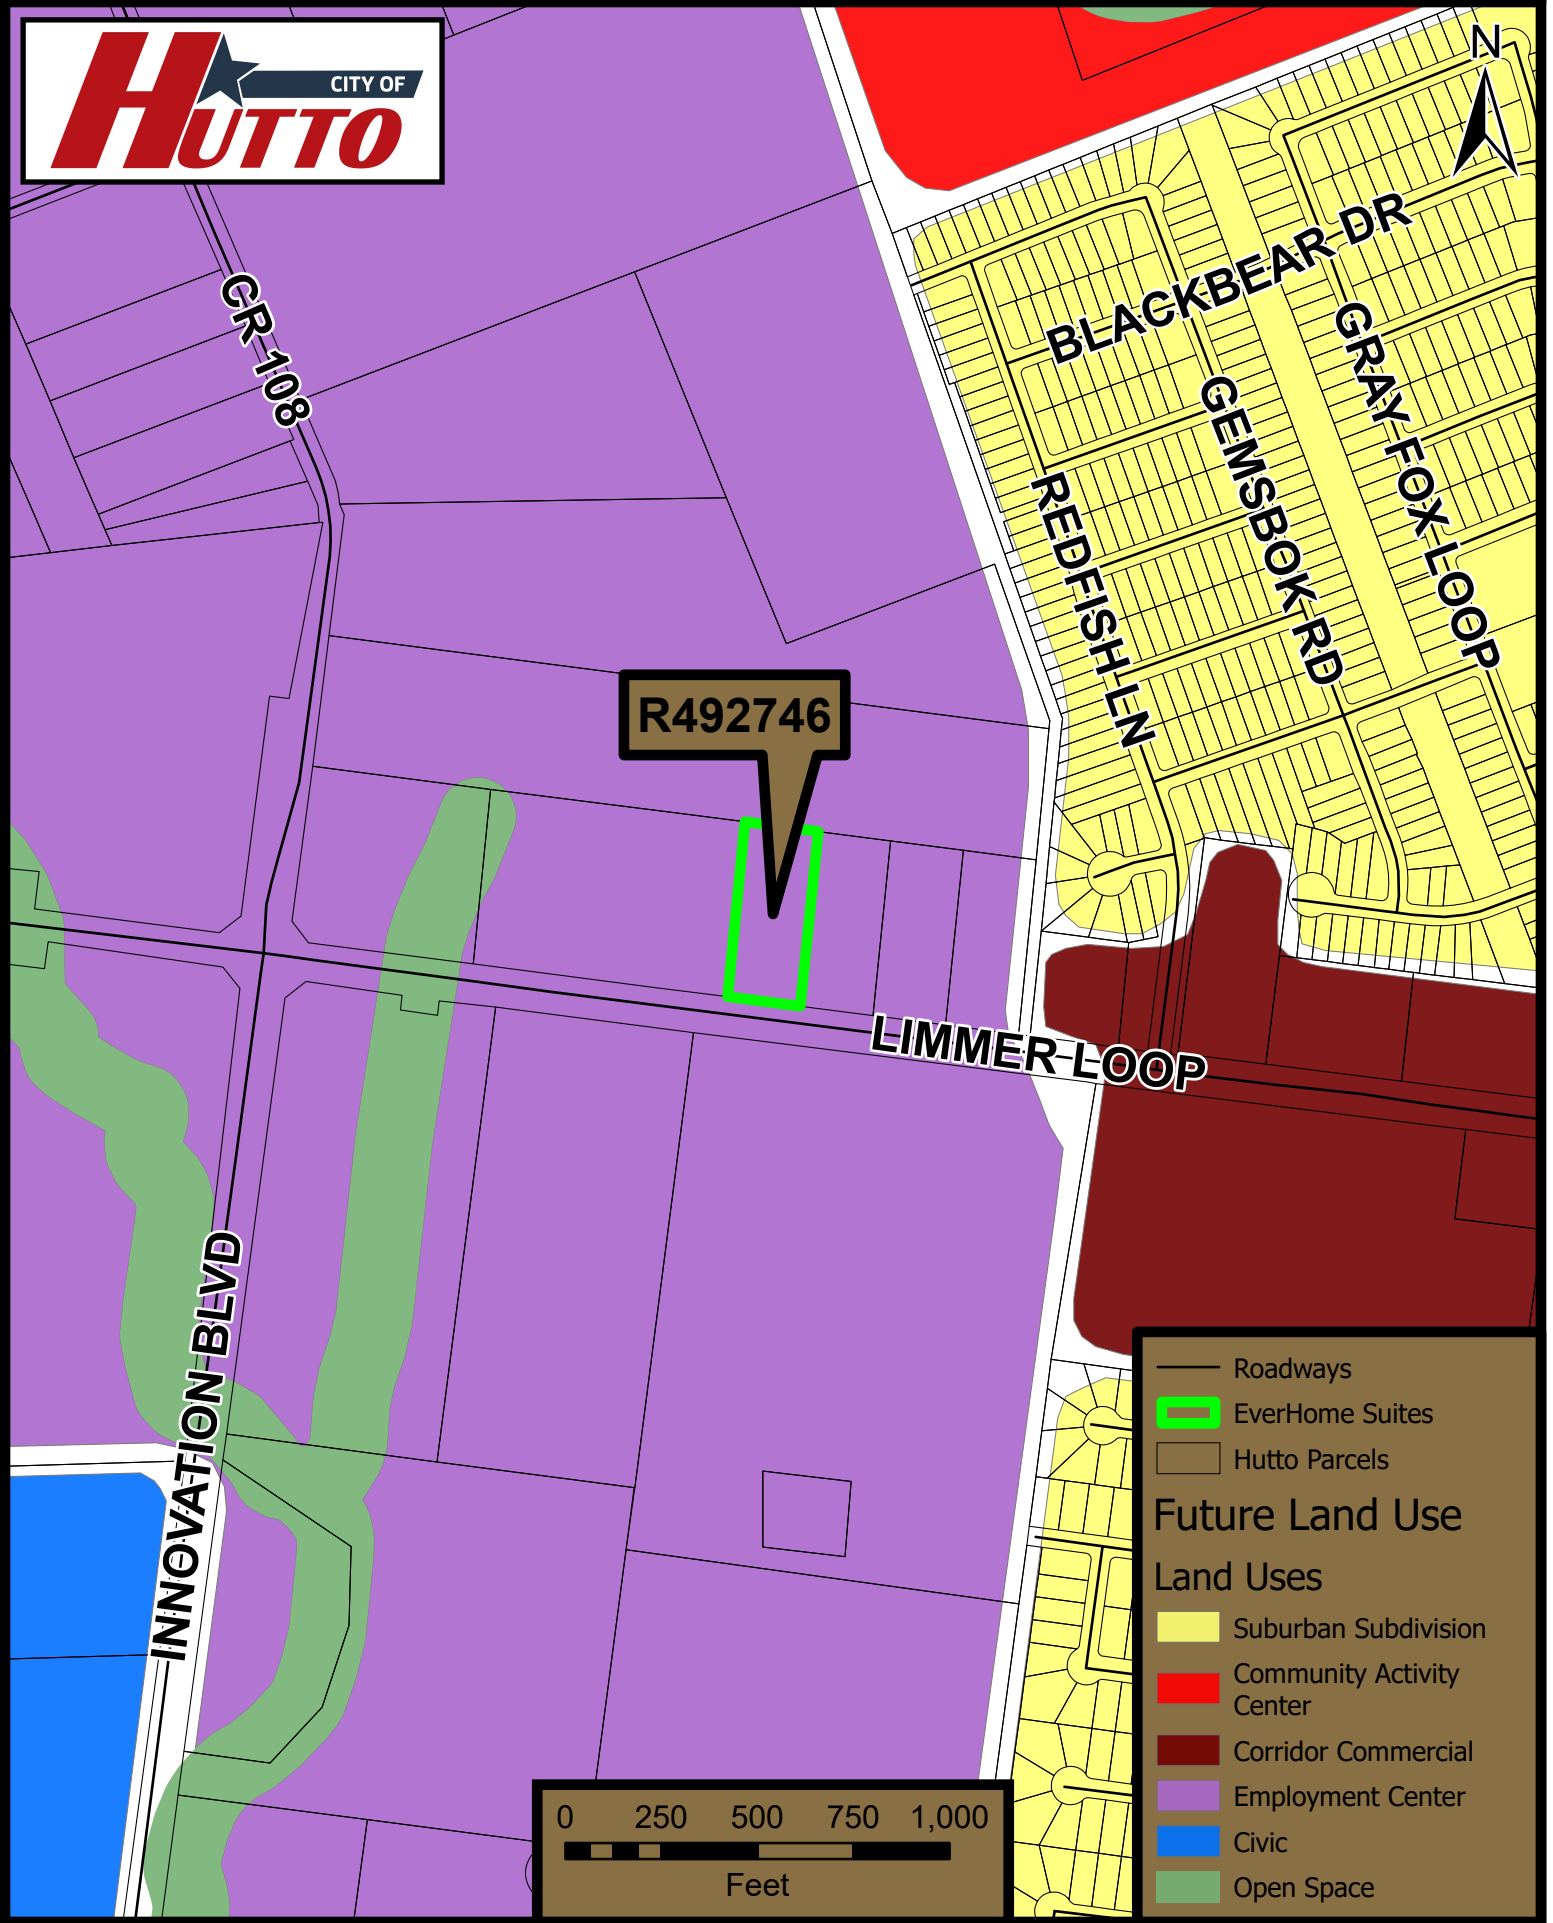 CITY OF
HUTTO
N
CR 108
BLACKBEAR DR
GRAY FOX LOOP
GEMSBOK RD
REDFISH LN
R492746
LIMMER LOOP
INNOVATION BLVD
Roadways
EverHome Suites
Hutto Parcels
Future Land Use
Land Uses
Suburban Subdivision
Community Activity
Center
Corridor Commercial
Employment Center
Civic
Open Space
0 250 500 750 1,000
Feet